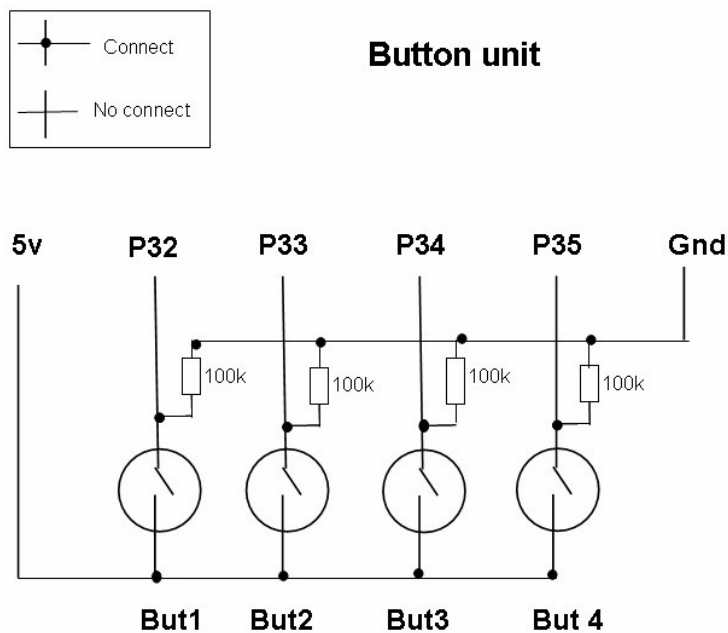 Connect
Button unit
No connect
5v P32 P33 P34 P35 Gnd
100k 100k 100k 100k
But1 But2 But3 But 4